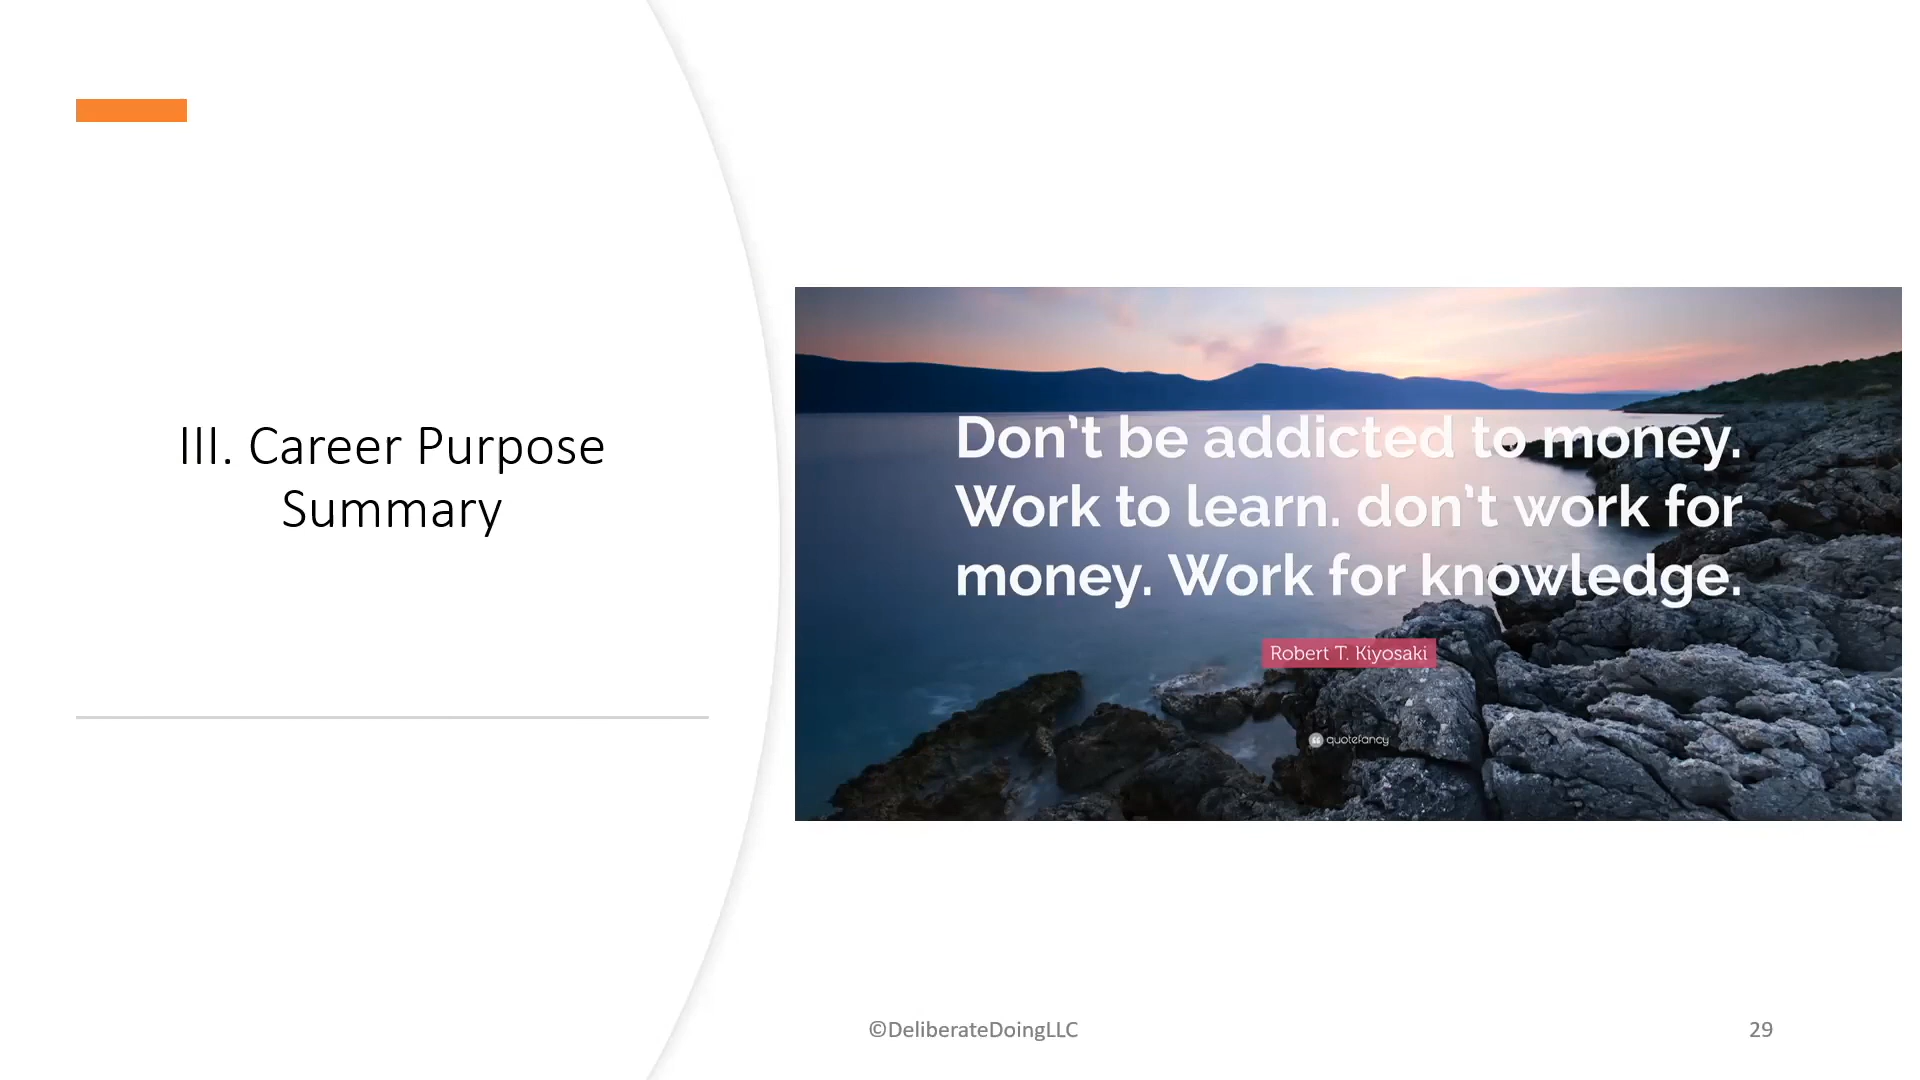 III. Career Purpose
Summary
Don't be addicted to money.
Work to learn. don't work for
money. Work for knowledge.
Robert T. Kiyosaki
quotefancy
©DeliberateDoingLLC
29